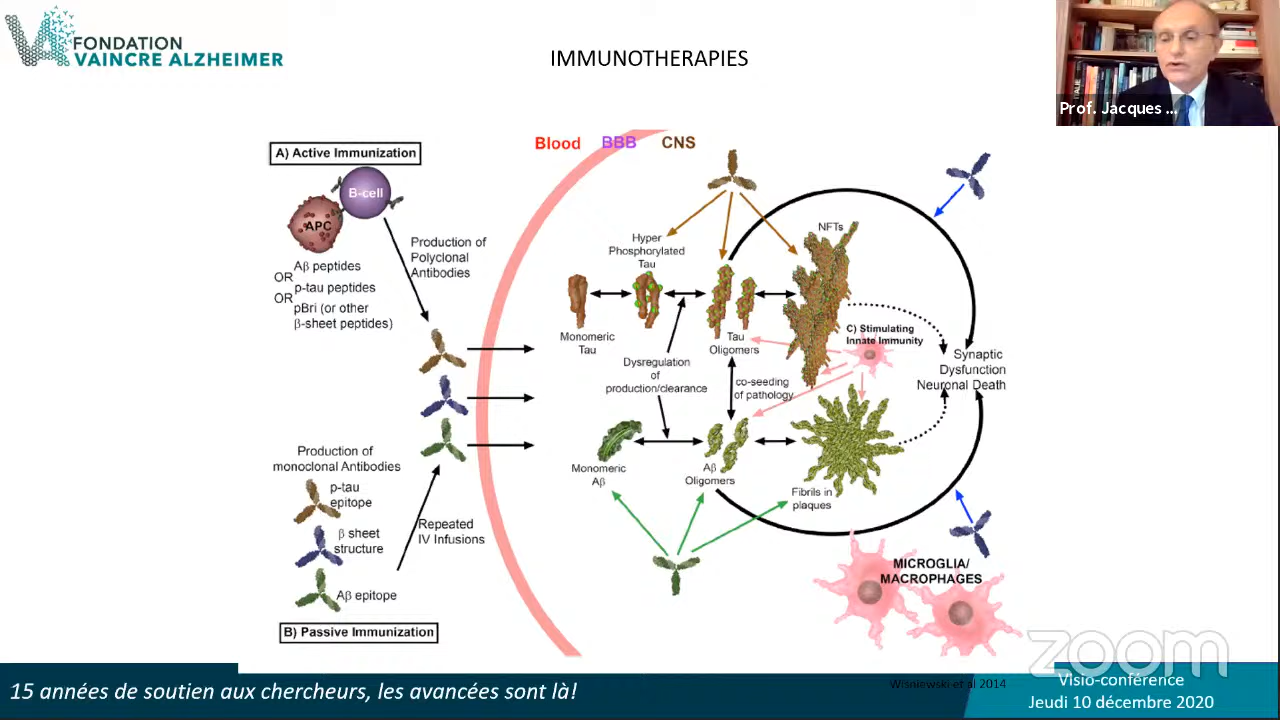 FONDATION
VAINCRE ALZHEIMER
IMMUNOTHERAPIES
Prof. Jacques ...
A) Active Immunization
B-cell
APC
Aβ peptides
OR
p-tau peptides
OR
pBri (or other
β-sheet peptides)
Production of
Polyclonal
Antibodies
Production of
monoclonal Antibodies
p-tau
epitope
β sheet
structure
Aβ epitope
Repeated
IV Infusions
B) Passive Immunization
Blood BBB CNS
Hyper
Phosphorylated
Tau
NFTs
Monomeric
Tau
Tau
Oligomers
C) Stimulating
Innate Immunity
Dysregulation
of
production/clearance
co-seeding
of pathology
Synaptic
Dysfunction
Neuronal Death
Monomeric
Aβ
Aβ
Oligomers
Fibrils in
plaques
MICROGLIA/
MACROPHAGES
zoom
Wisniewski et al 2014
15 années de soutien aux chercheurs, les avancées sont là!
Visio-conférence
Jeudi 10 décembre 2020